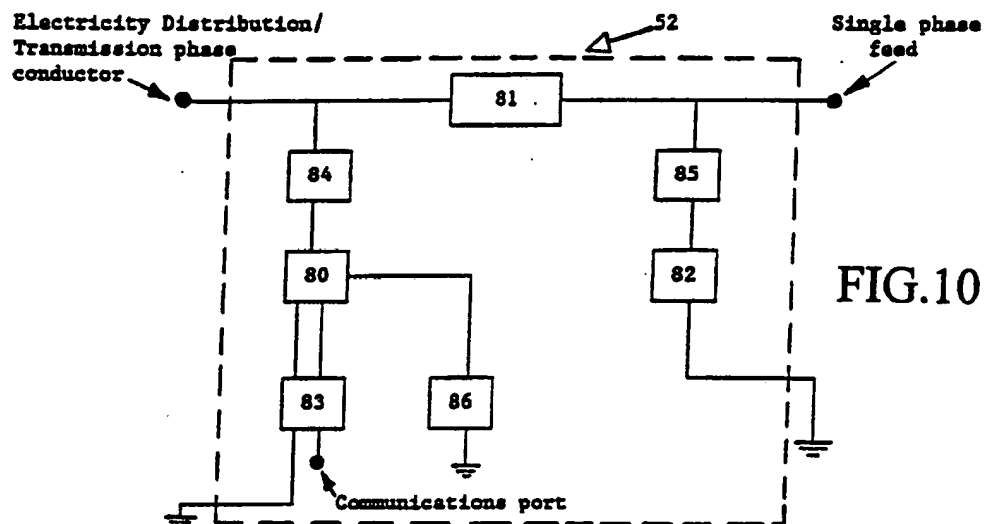 Electricity Distribution/
Transmission phase
conductor
52
Single phase
feed
81
84
85
80
82
FIG.10
83
86
Communications port